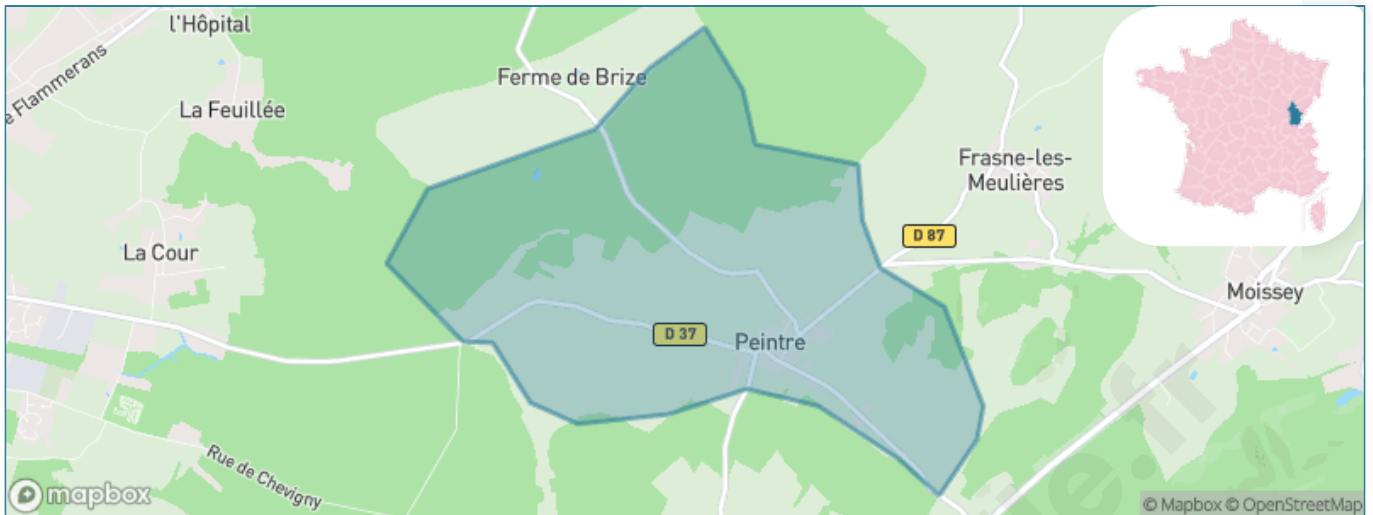 l'Hôpital
Flammerans
La Feuillée
Ferme de Brize
Frasne-les-
Meulières
D 87
La Cour
Moissey
D 37
Peintre
Rue de Chevigny
mapbox
© Mapbox © OpenStreetMap